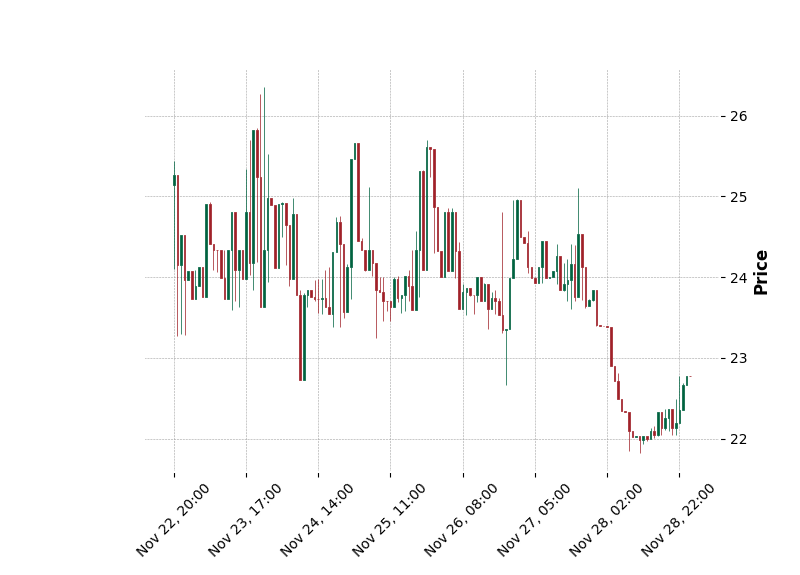 26
25
24
23
22
Price
Nov 22, 20:00
Nov 23, 17:00
Nov 24, 14:00
Nov 25, 11:00
Nov 26, 08:00
Nov 27, 05:00
Nov 28, 02:00
Nov 28, 22:00